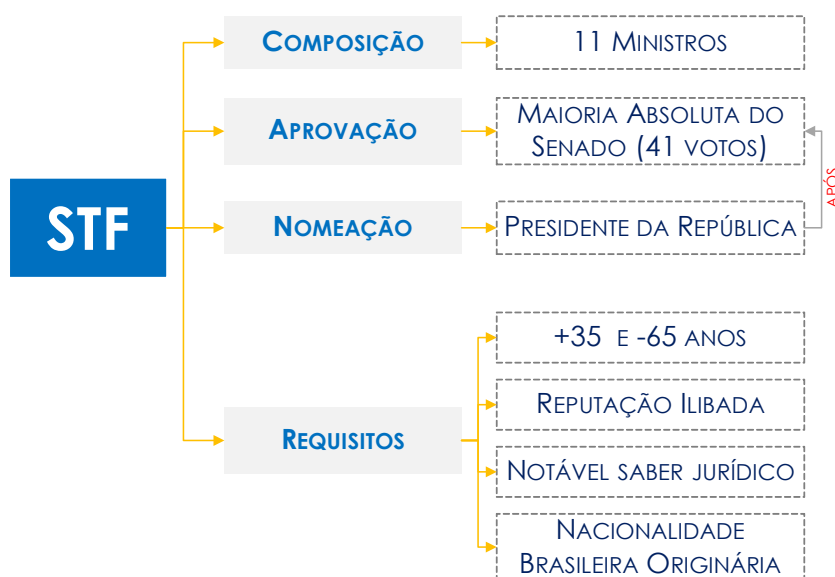 STF
COMPOSIÇÃO
11 MINISTROS
APROVAÇÃO
MAIORIA ABSOLUTA DO
SENADO (41 VOTOS)
APÓS
NOMEAÇÃO
PRESIDENTE DA REPÚBLICA
REQUISITOS
+35 E -65 ANOS
REPUTAÇÃO ILIBADA
NOTÁVEL SABER JURÍDICO
NACIONALIDADE
BRASILEIRA ORIGINÁRIA